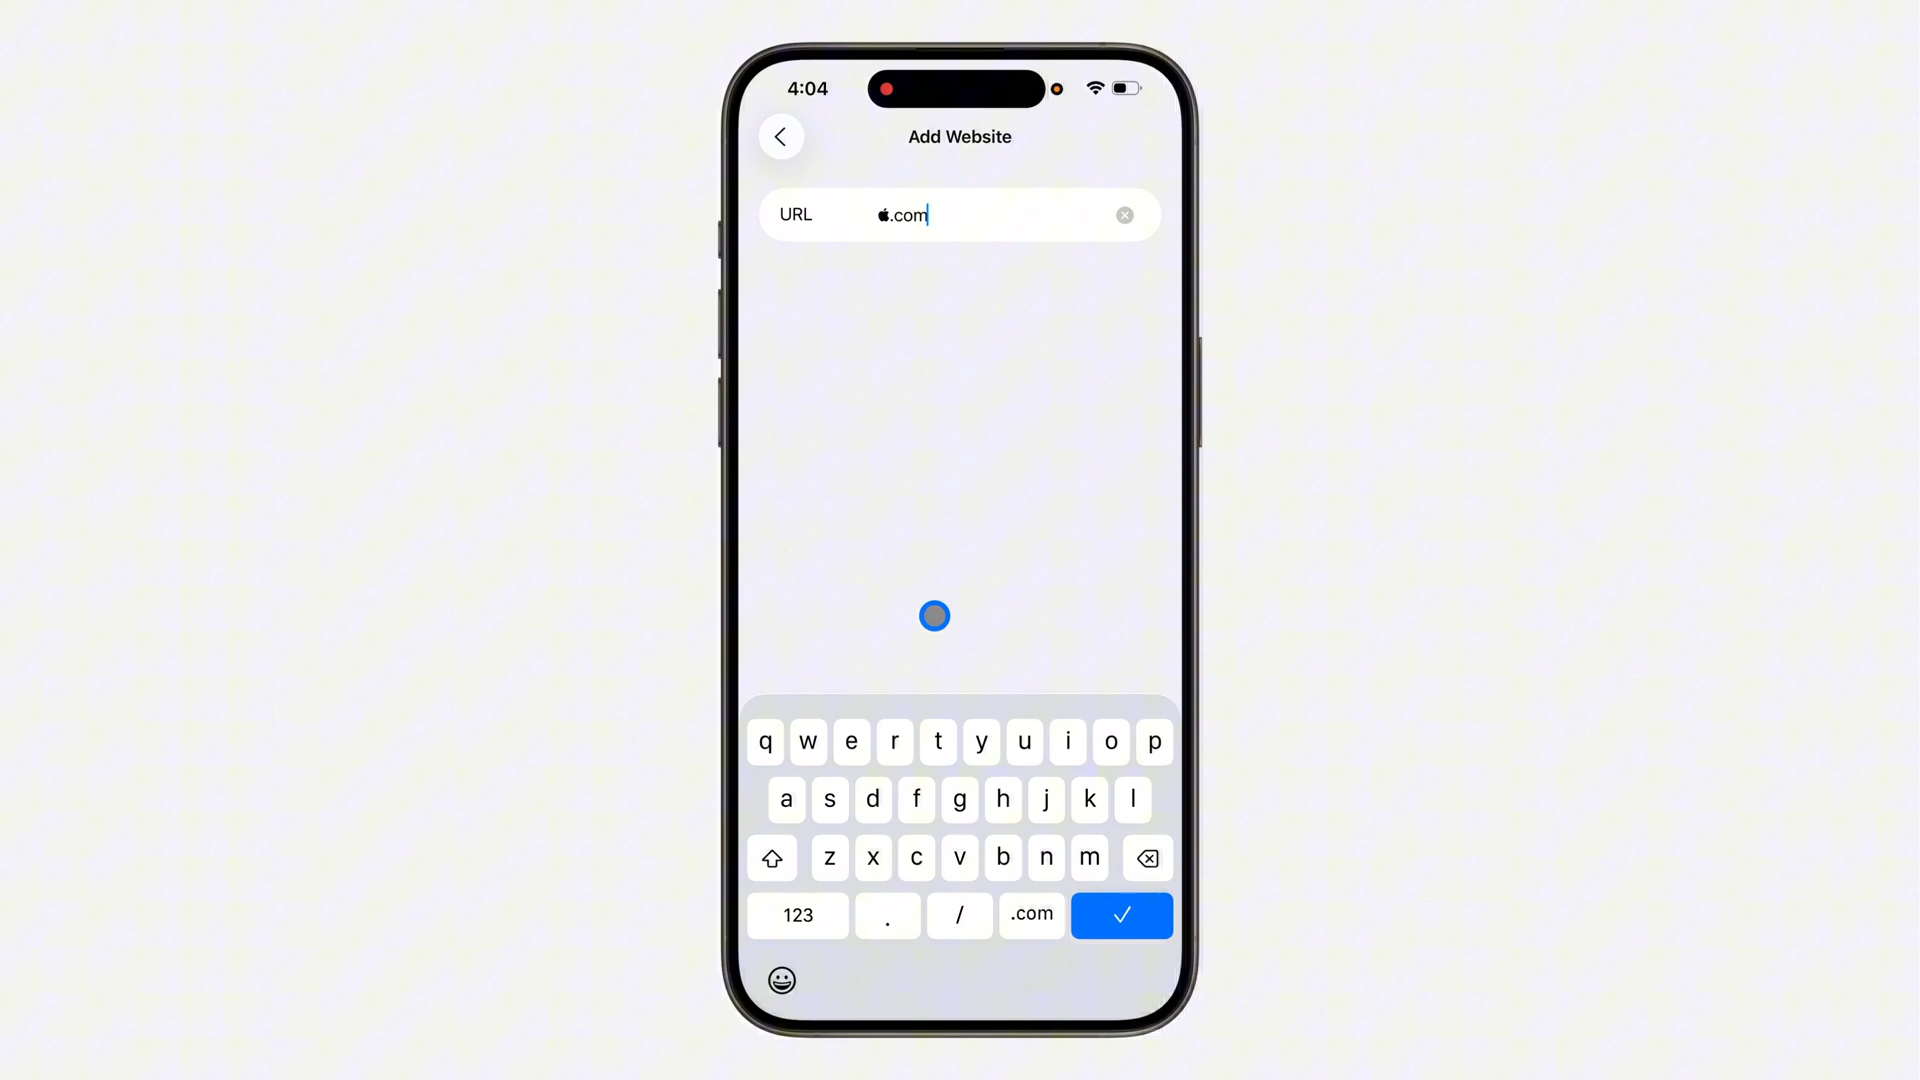 4:04
Add Website
URL .com
q w e r t y u i o p
a s d f g h j k l
z x c v b n m
123 . / .com